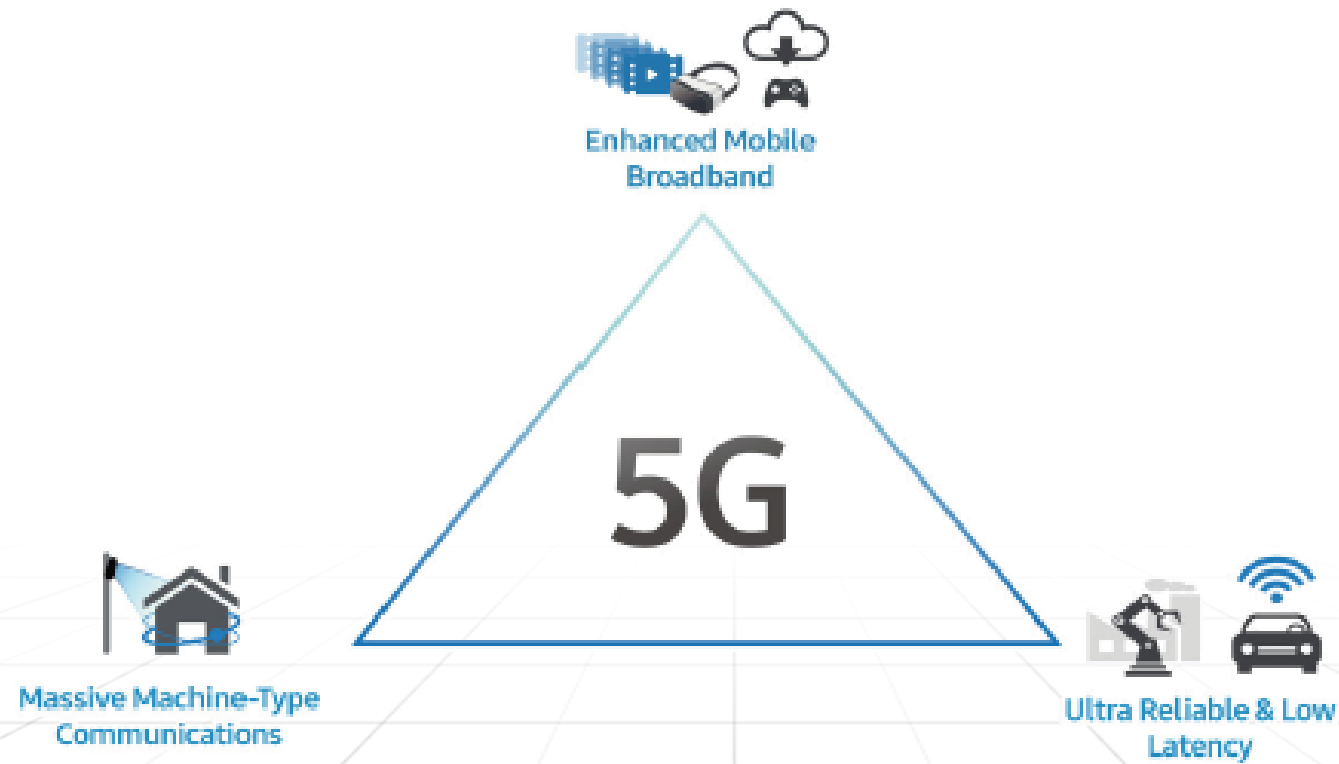 Enhanced Mobile
Broadband
5G
Massive Machine-Type
Communications
Ultra Reliable & Low
Latency